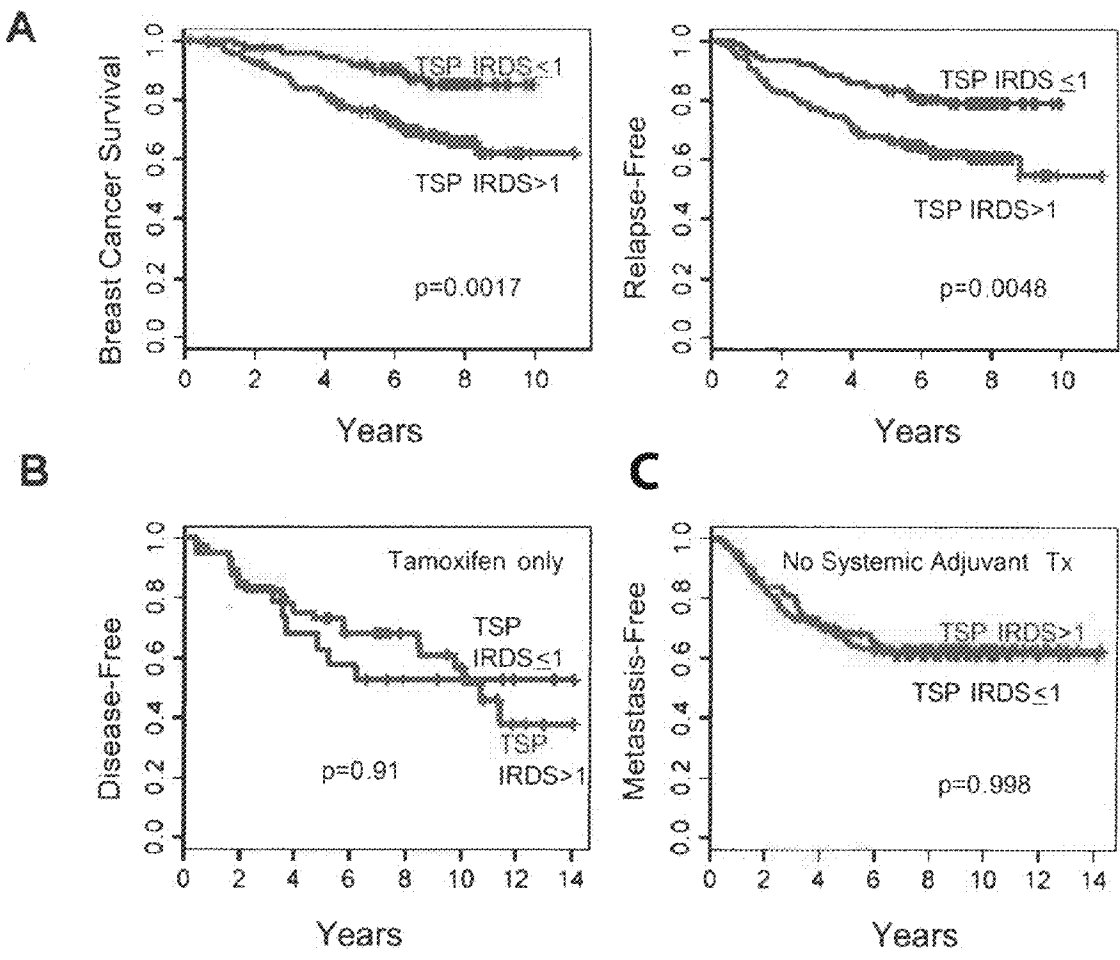 A
Breast Cancer Survival
1.0
0.8
0.6
0.4
0.2
0.0
TSP IRDS≤1
TSP IRDS>1
p=0.0017
0 2 4 6 8 10
Years
Relapse-Free
1.0
0.8
0.6
0.4
0.2
0.0
TSP IRDS ≤1
TSP IRDS>1
p=0.0048
0 2 4 6 8 10
Years
B
Disease-Free
1.0
0.8
0.6
0.4
0.2
0.0
Tamoxifen only
TSP
IRDS≤1
TSP
IRDS>1
p=0.91
0 2 4 6 8 10 12 14
Years
C
Metastasis-Free
1.0
0.8
0.6
0.4
0.2
0.0
No Systemic Adjuvant Tx
TSP IRDS>1
TSP IRDS≤1
p=0.998
0 2 4 6 8 10 12 14
Years